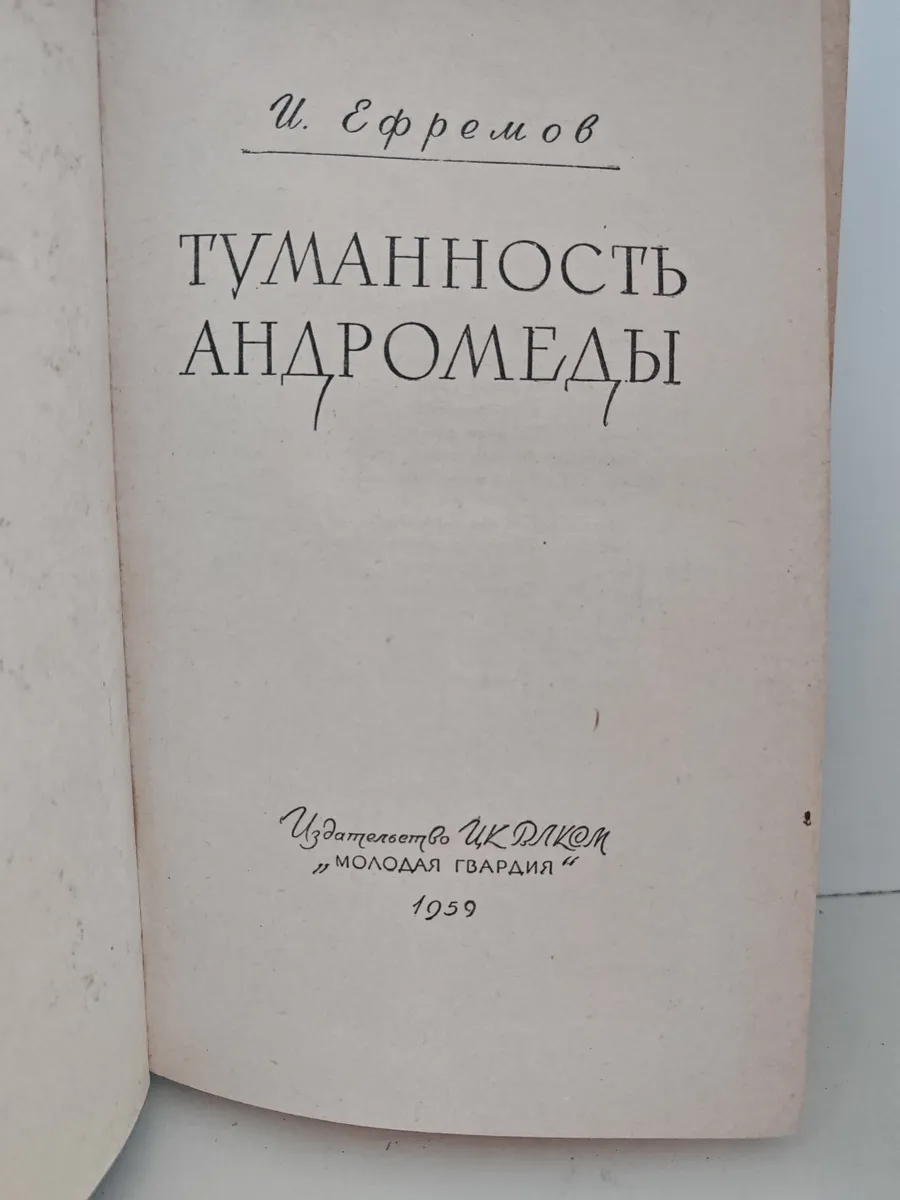 И. Ефремов
ТУМАННОСТЬ
АНДРОМЕДЫ
Издательство ЦК ВЛКСМ
„МОЛОДАЯ ГВАРДИЯ“
1959